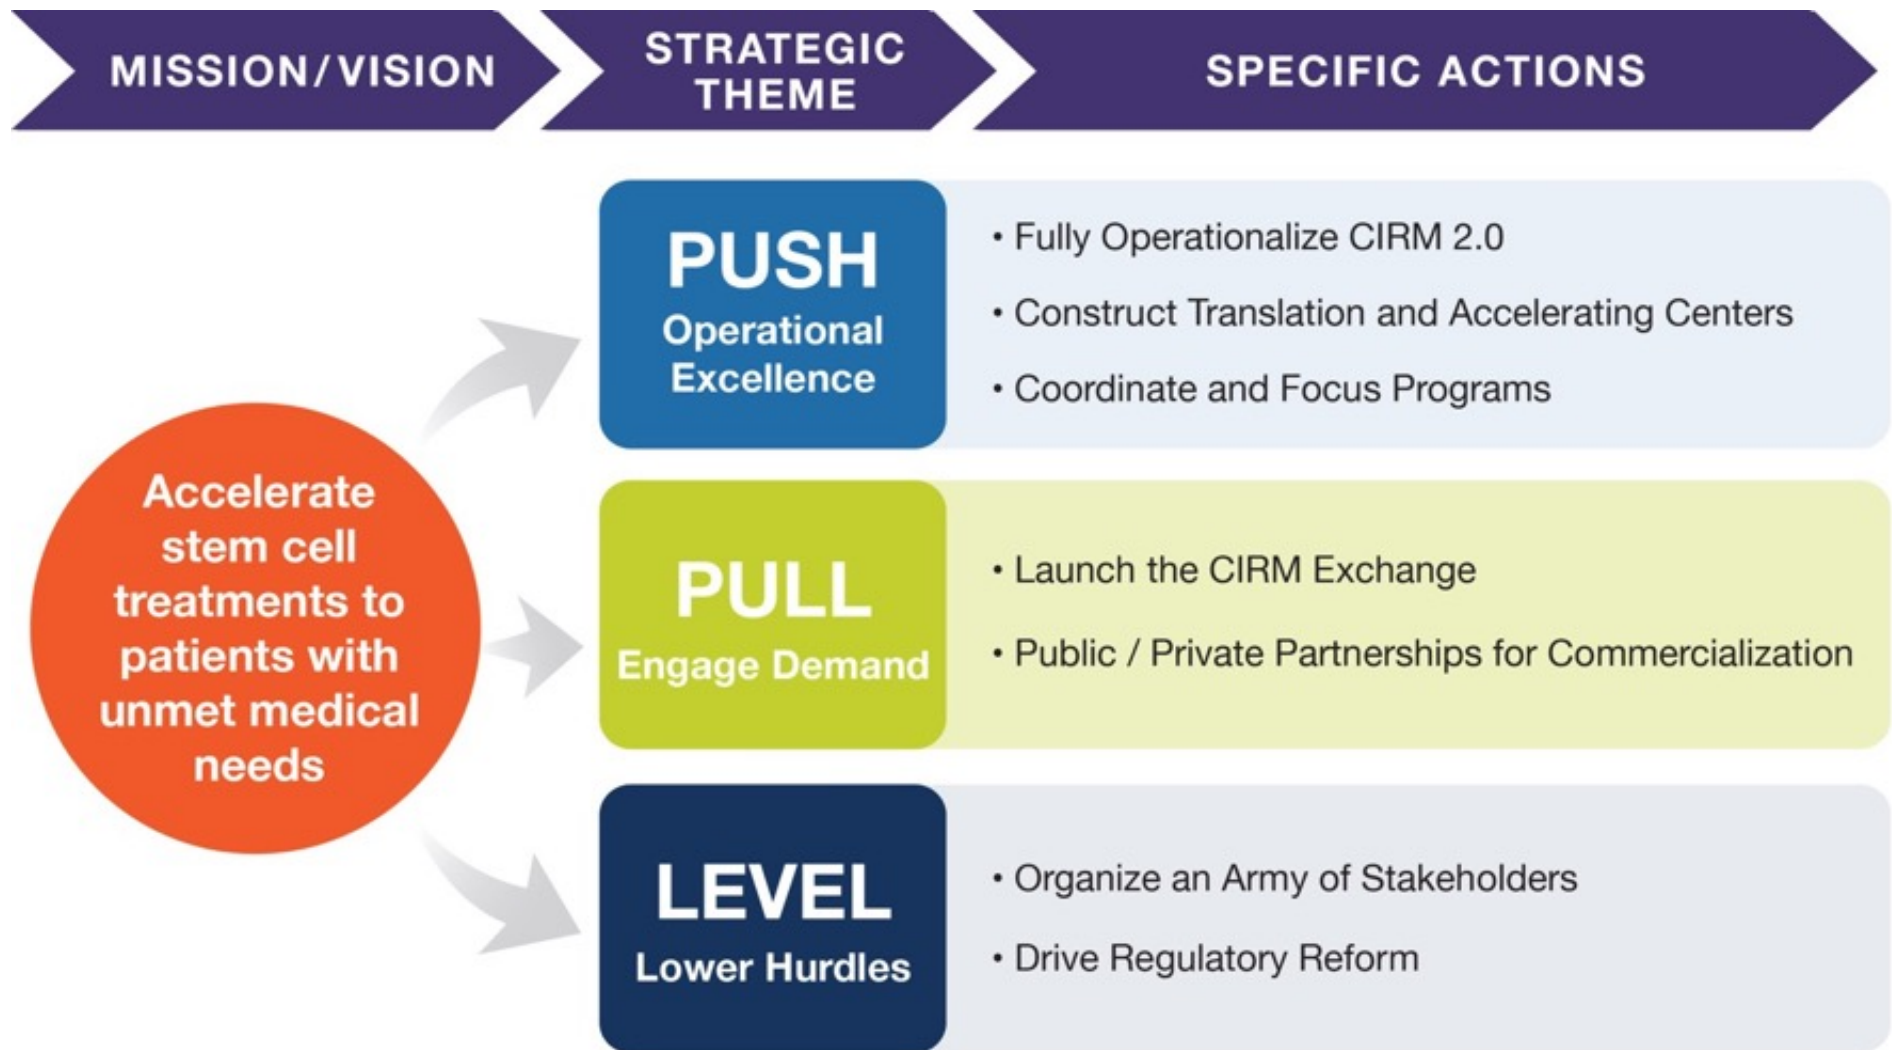 MISSION/VISION
STRATEGIC
THEME
SPECIFIC ACTIONS
Accelerate
stem cell
treatments to
patients with
unmet medical
needs
PUSH
Operational
Excellence
• Fully Operationalize CIRM 2.0
• Construct Translation and Accelerating Centers
• Coordinate and Focus Programs
PULL
Engage Demand
• Launch the CIRM Exchange
• Public / Private Partnerships for Commercialization
LEVEL
Lower Hurdles
• Organize an Army of Stakeholders
• Drive Regulatory Reform